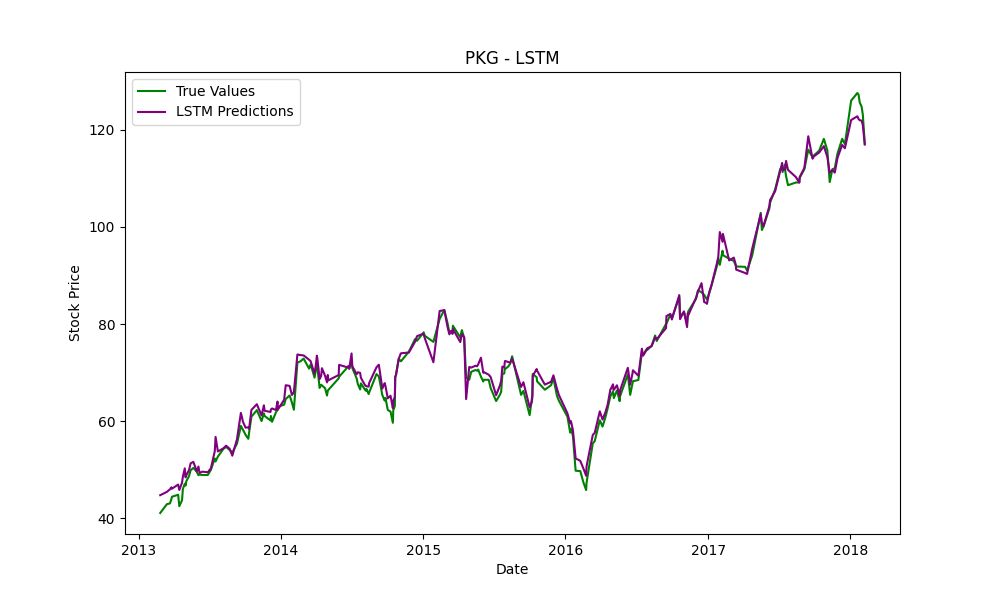 PKG - LSTM
True Values
LSTM Predictions
Stock Price
120
100
80
60
40
2013 2014 2015 2016 2017 2018
Date